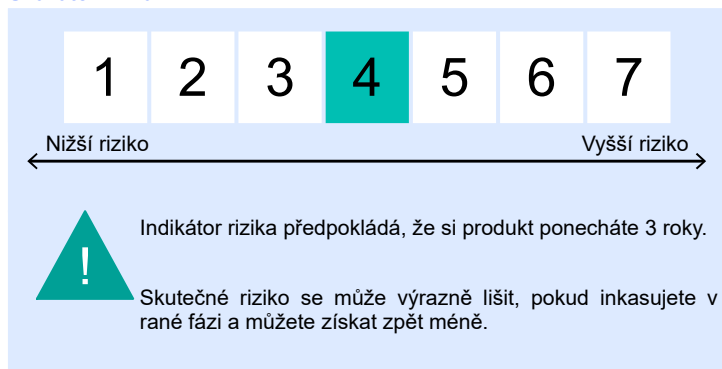 1 2 3 4 5 6 7
Nižší riziko Vyšší riziko
!
Indikátor rizika předpokládá, že si produkt ponecháte 3 roky.
Skutečné riziko se může výrazně lišit, pokud inkasujete v
rané fázi a můžete získat zpět méně.